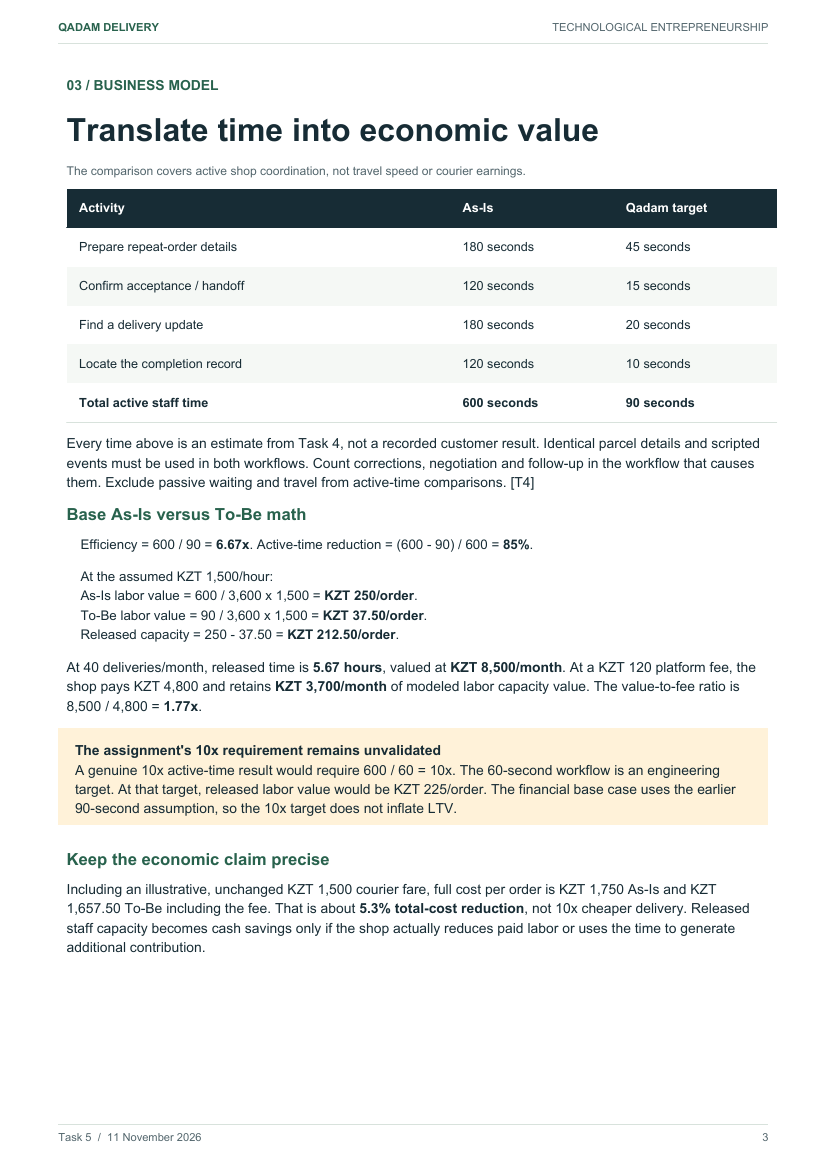 QADAM DELIVERY TECHNOLOGICAL ENTREPRENEURSHIP
03 / BUSINESS MODEL
Translate time into economic value
The comparison covers active shop coordination, not travel speed or courier earnings.
Activity As-Is Qadam target
Prepare repeat-order details 180 seconds 45 seconds
Confirm acceptance / handoff 120 seconds 15 seconds
Find a delivery update 180 seconds 20 seconds
Locate the completion record 120 seconds 10 seconds
Total active staff time 600 seconds 90 seconds
Every time above is an estimate from Task 4, not a recorded customer result. Identical parcel details and scripted
events must be used in both workflows. Count corrections, negotiation and follow-up in the workflow that causes
them. Exclude passive waiting and travel from active-time comparisons. [T4]
Base As-Is versus To-Be math
Efficiency = 600 / 90 = 6.67x. Active-time reduction = (600 - 90) / 600 = 85%.
At the assumed KZT 1,500/hour:
As-Is labor value = 600 / 3,600 x 1,500 = KZT 250/order.
To-Be labor value = 90 / 3,600 x 1,500 = KZT 37.50/order.
Released capacity = 250 - 37.50 = KZT 212.50/order.
At 40 deliveries/month, released time is 5.67 hours, valued at KZT 8,500/month. At a KZT 120 platform fee, the
shop pays KZT 4,800 and retains KZT 3,700/month of modeled labor capacity value. The value-to-fee ratio is
8,500 / 4,800 = 1.77x.
The assignment's 10x requirement remains unvalidated
A genuine 10x active-time result would require 600 / 60 = 10x. The 60-second workflow is an engineering
target. At that target, released labor value would be KZT 225/order. The financial base case uses the earlier
90-second assumption, so the 10x target does not inflate LTV.
Keep the economic claim precise
Including an illustrative, unchanged KZT 1,500 courier fare, full cost per order is KZT 1,750 As-Is and KZT
1,657.50 To-Be including the fee. That is about 5.3% total-cost reduction, not 10x cheaper delivery. Released
staff capacity becomes cash savings only if the shop actually reduces paid labor or uses the time to generate
additional contribution.
Task 5 / 11 November 2026 3